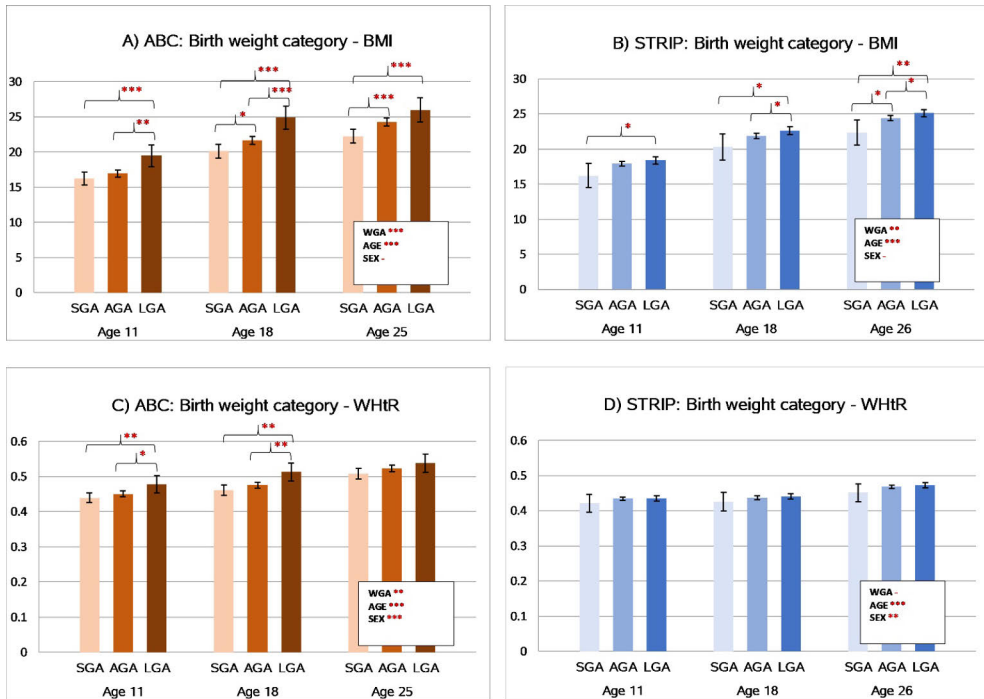 A) ABC: Birth weight category - BMI
30
25
20
15
10
5
0
***
**
***
*
***
***
***
WGA ***
AGE ***
SEX -
SGA AGA LGA SGA AGA LGA SGA AGA LGA
Age 11 Age 18 Age 25
B) STRIP: Birth weight category - BMI
30
25
20
15
10
5
0
*
*
*
**
*
*
WGA **
AGE ***
SEX -
SGA AGA LGA SGA AGA LGA SGA AGA LGA
Age 11 Age 18 Age 26
C) ABC: Birth weight category - WHtR
0.6
0.5
0.4
0.3
0.2
0.1
0
**
*
**
**
WGA **
AGE ***
SEX ***
SGA AGA LGA SGA AGA LGA SGA AGA LGA
Age 11 Age 18 Age 25
D) STRIP: Birth weight category - WHtR
0.6
0.5
0.4
0.3
0.2
0.1
0
WGA -
AGE ***
SEX **
SGA AGA LGA SGA AGA LGA SGA AGA LGA
Age 11 Age 18 Age 26